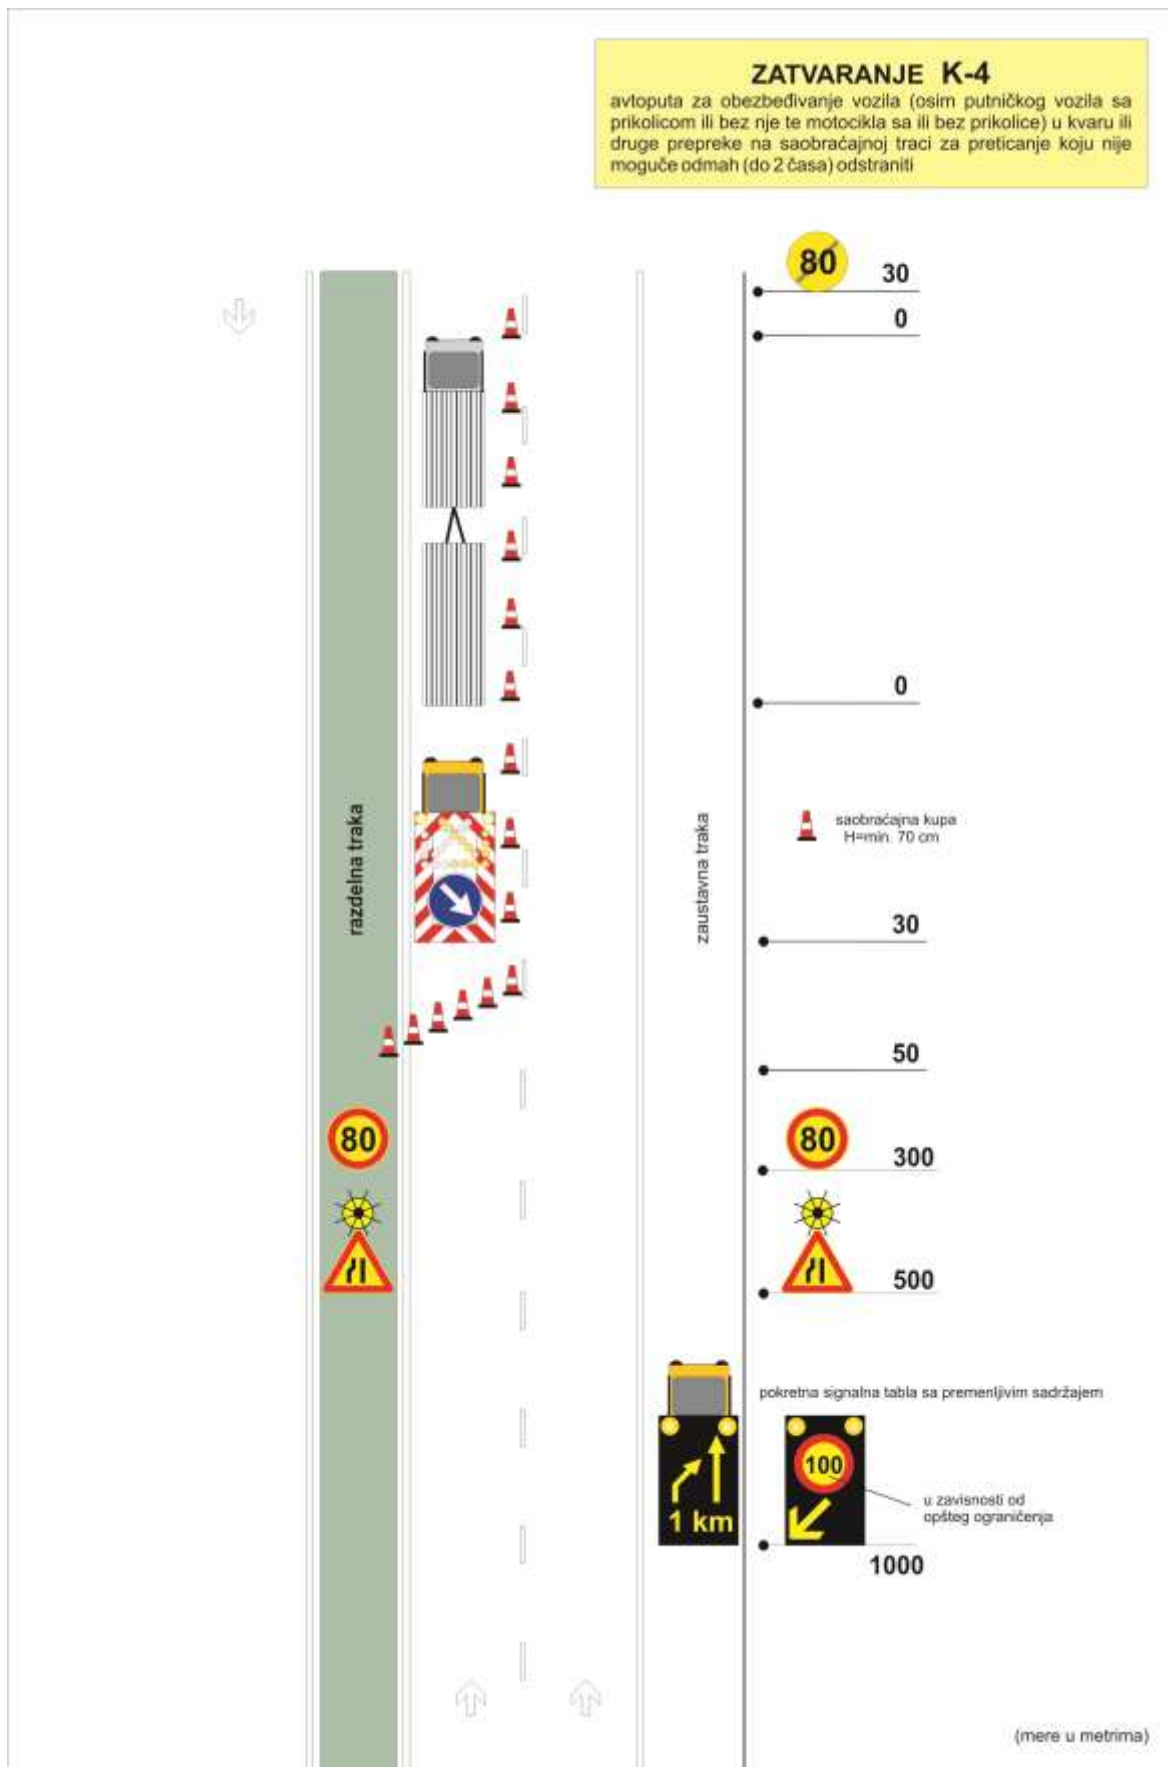 ZATVARANJE K-4
avtoputa za obezbeđivanje vozila (osim putničkog vozila sa
prikolicom ili bez nje te motocikla sa ili bez prikolice) u kvaru ili
druge prepreke na saobraćajnoj traci za preticanje koju nije
moguče odmah (do 2 časa) odstraniti
80
30
0
0
razdelna traka
zaustavna traka
saobraćajna kupa
H=min. 70 cm
30
50
80
80
300
500
pokretna signalna tabla sa premenljivim sadržajem
1 km
100
u zavisnosti od
opšteg ograničenja
1000
(mere u metrima)